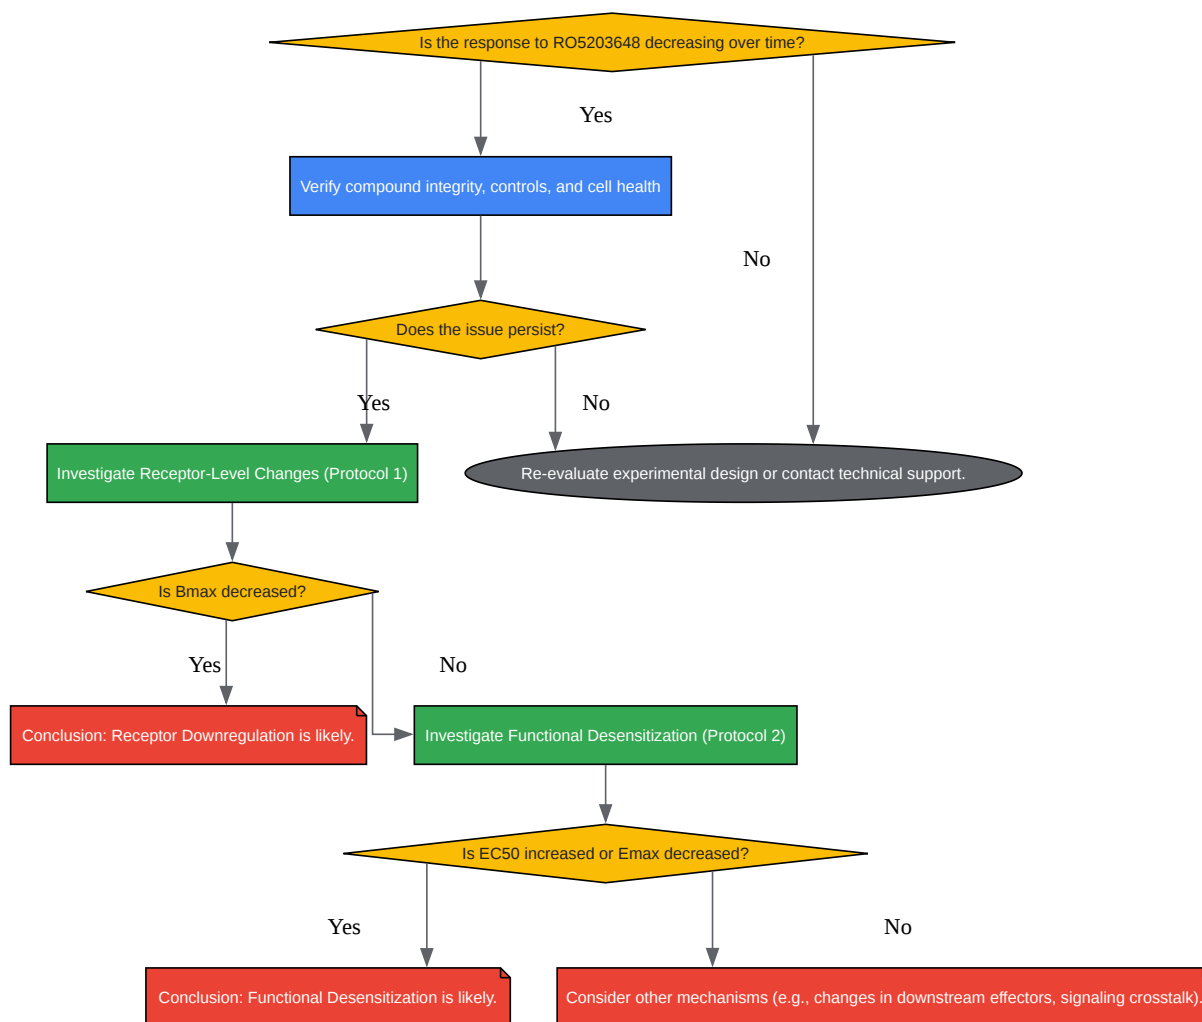 Is the response to RO5203648 decreasing over time?
Yes
Verify compound integrity, controls, and cell health
No
Does the issue persist?
Yes
No
Investigate Receptor-Level Changes (Protocol 1)
Re-evaluate experimental design or contact technical support.
Is Bmax decreased?
Yes
No
Conclusion: Receptor Downregulation is likely.
Investigate Functional Desensitization (Protocol 2)
Is EC50 increased or Emax decreased?
Yes
No
Conclusion: Functional Desensitization is likely.
Consider other mechanisms (e.g., changes in downstream effectors, signaling crosstalk).